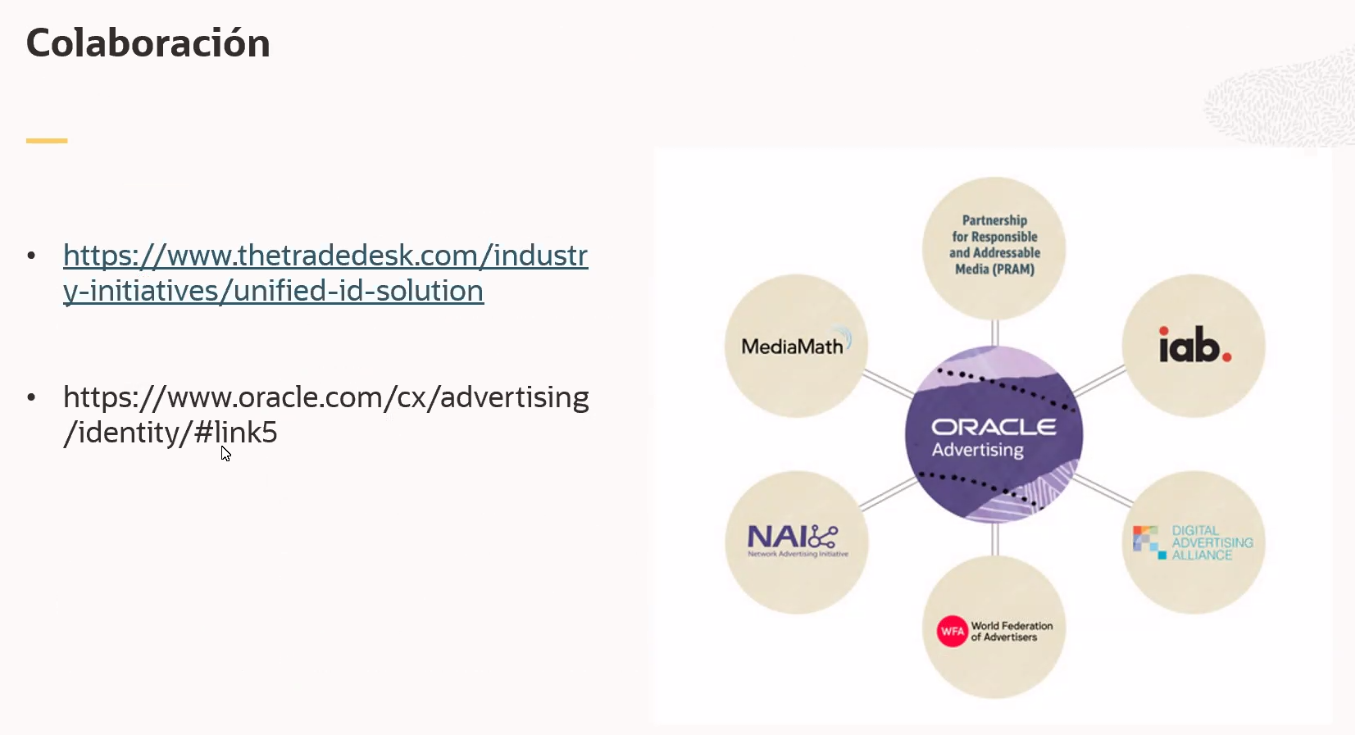 Colaboración
• https://www.thetradedesk.com/industr
y-initiatives/unified-id-solution
• https://www.oracle.com/cx/advertising
/identity/#link5
Partnership
for Responsible
and Addressable
Media (PRAM)
MediaMath
iab.
ORACLE
Advertising
NAI
Network Advertising Initiative
DIGITAL
ADVERTISING
ALLIANCE
WFA World Federation
of Advertisers